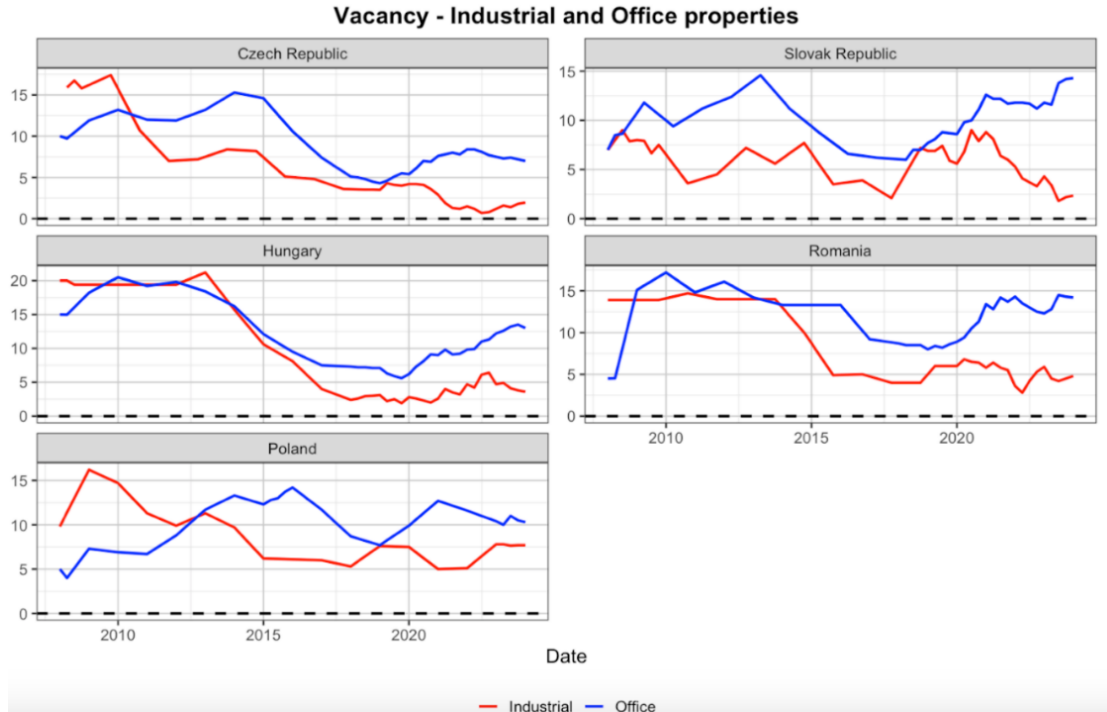 Vacancy - Industrial and Office properties
Czech Republic
15
10
5
0
Slovak Republic
15
10
5
0
Hungary
20
15
10
5
0
Romania
15
10
5
0
2010 2015 2020
Poland
15
10
5
0
2010 2015 2020
Date
Industrial Office